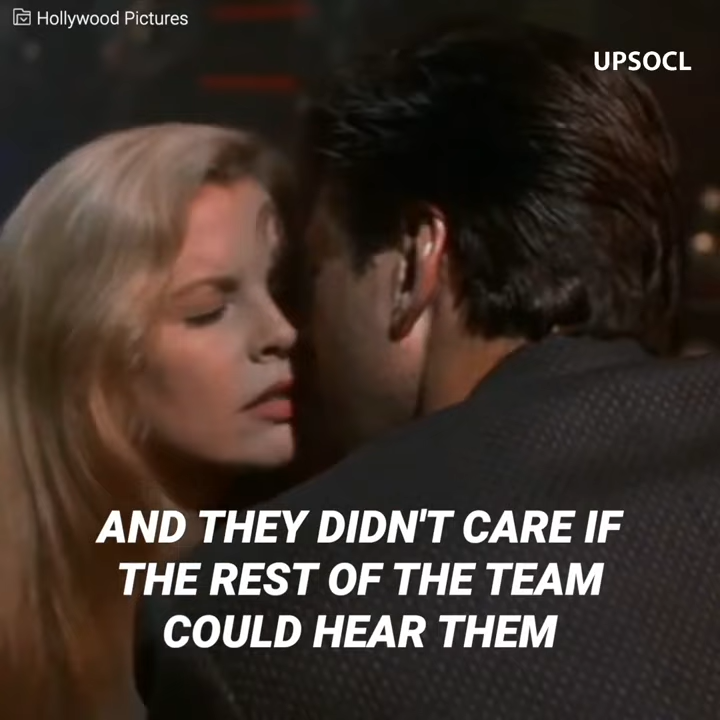 Hollywood Pictures
UPSOCL
AND THEY DIDN'T CARE IF
THE REST OF THE TEAM
COULD HEAR THEM